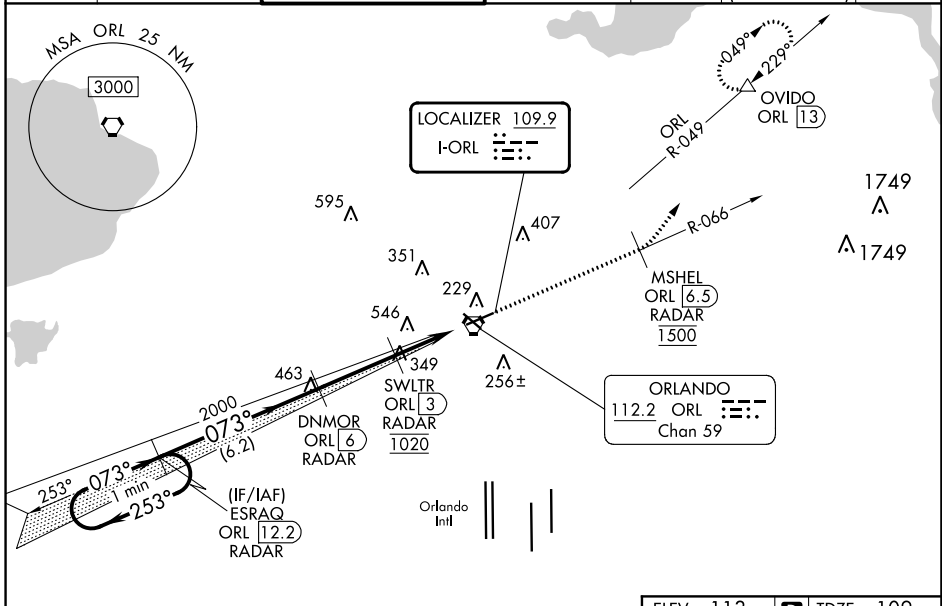 MSA ORL 25 NM
3000
LOCALIZER 109.9
I-ORL
049°
229°
OVIDO
ORL 13
ORL
R-049
1749
1749
595
407
351
R-066
229
MSHEL
ORL 6.5
RADAR
1500
546
349
463
SWLTR
ORL 3
RADAR
1020
256±
ORLANDO
112.2 ORL
Chan 59
DNMOR
ORL 6
RADAR
2000
073°
(6.2)
253°
073°
1 min
253°
(IF/IAF)
ESRAQ
ORL 12.2
RADAR
Orlando
Intl
ELEV 113 D TDZE 109